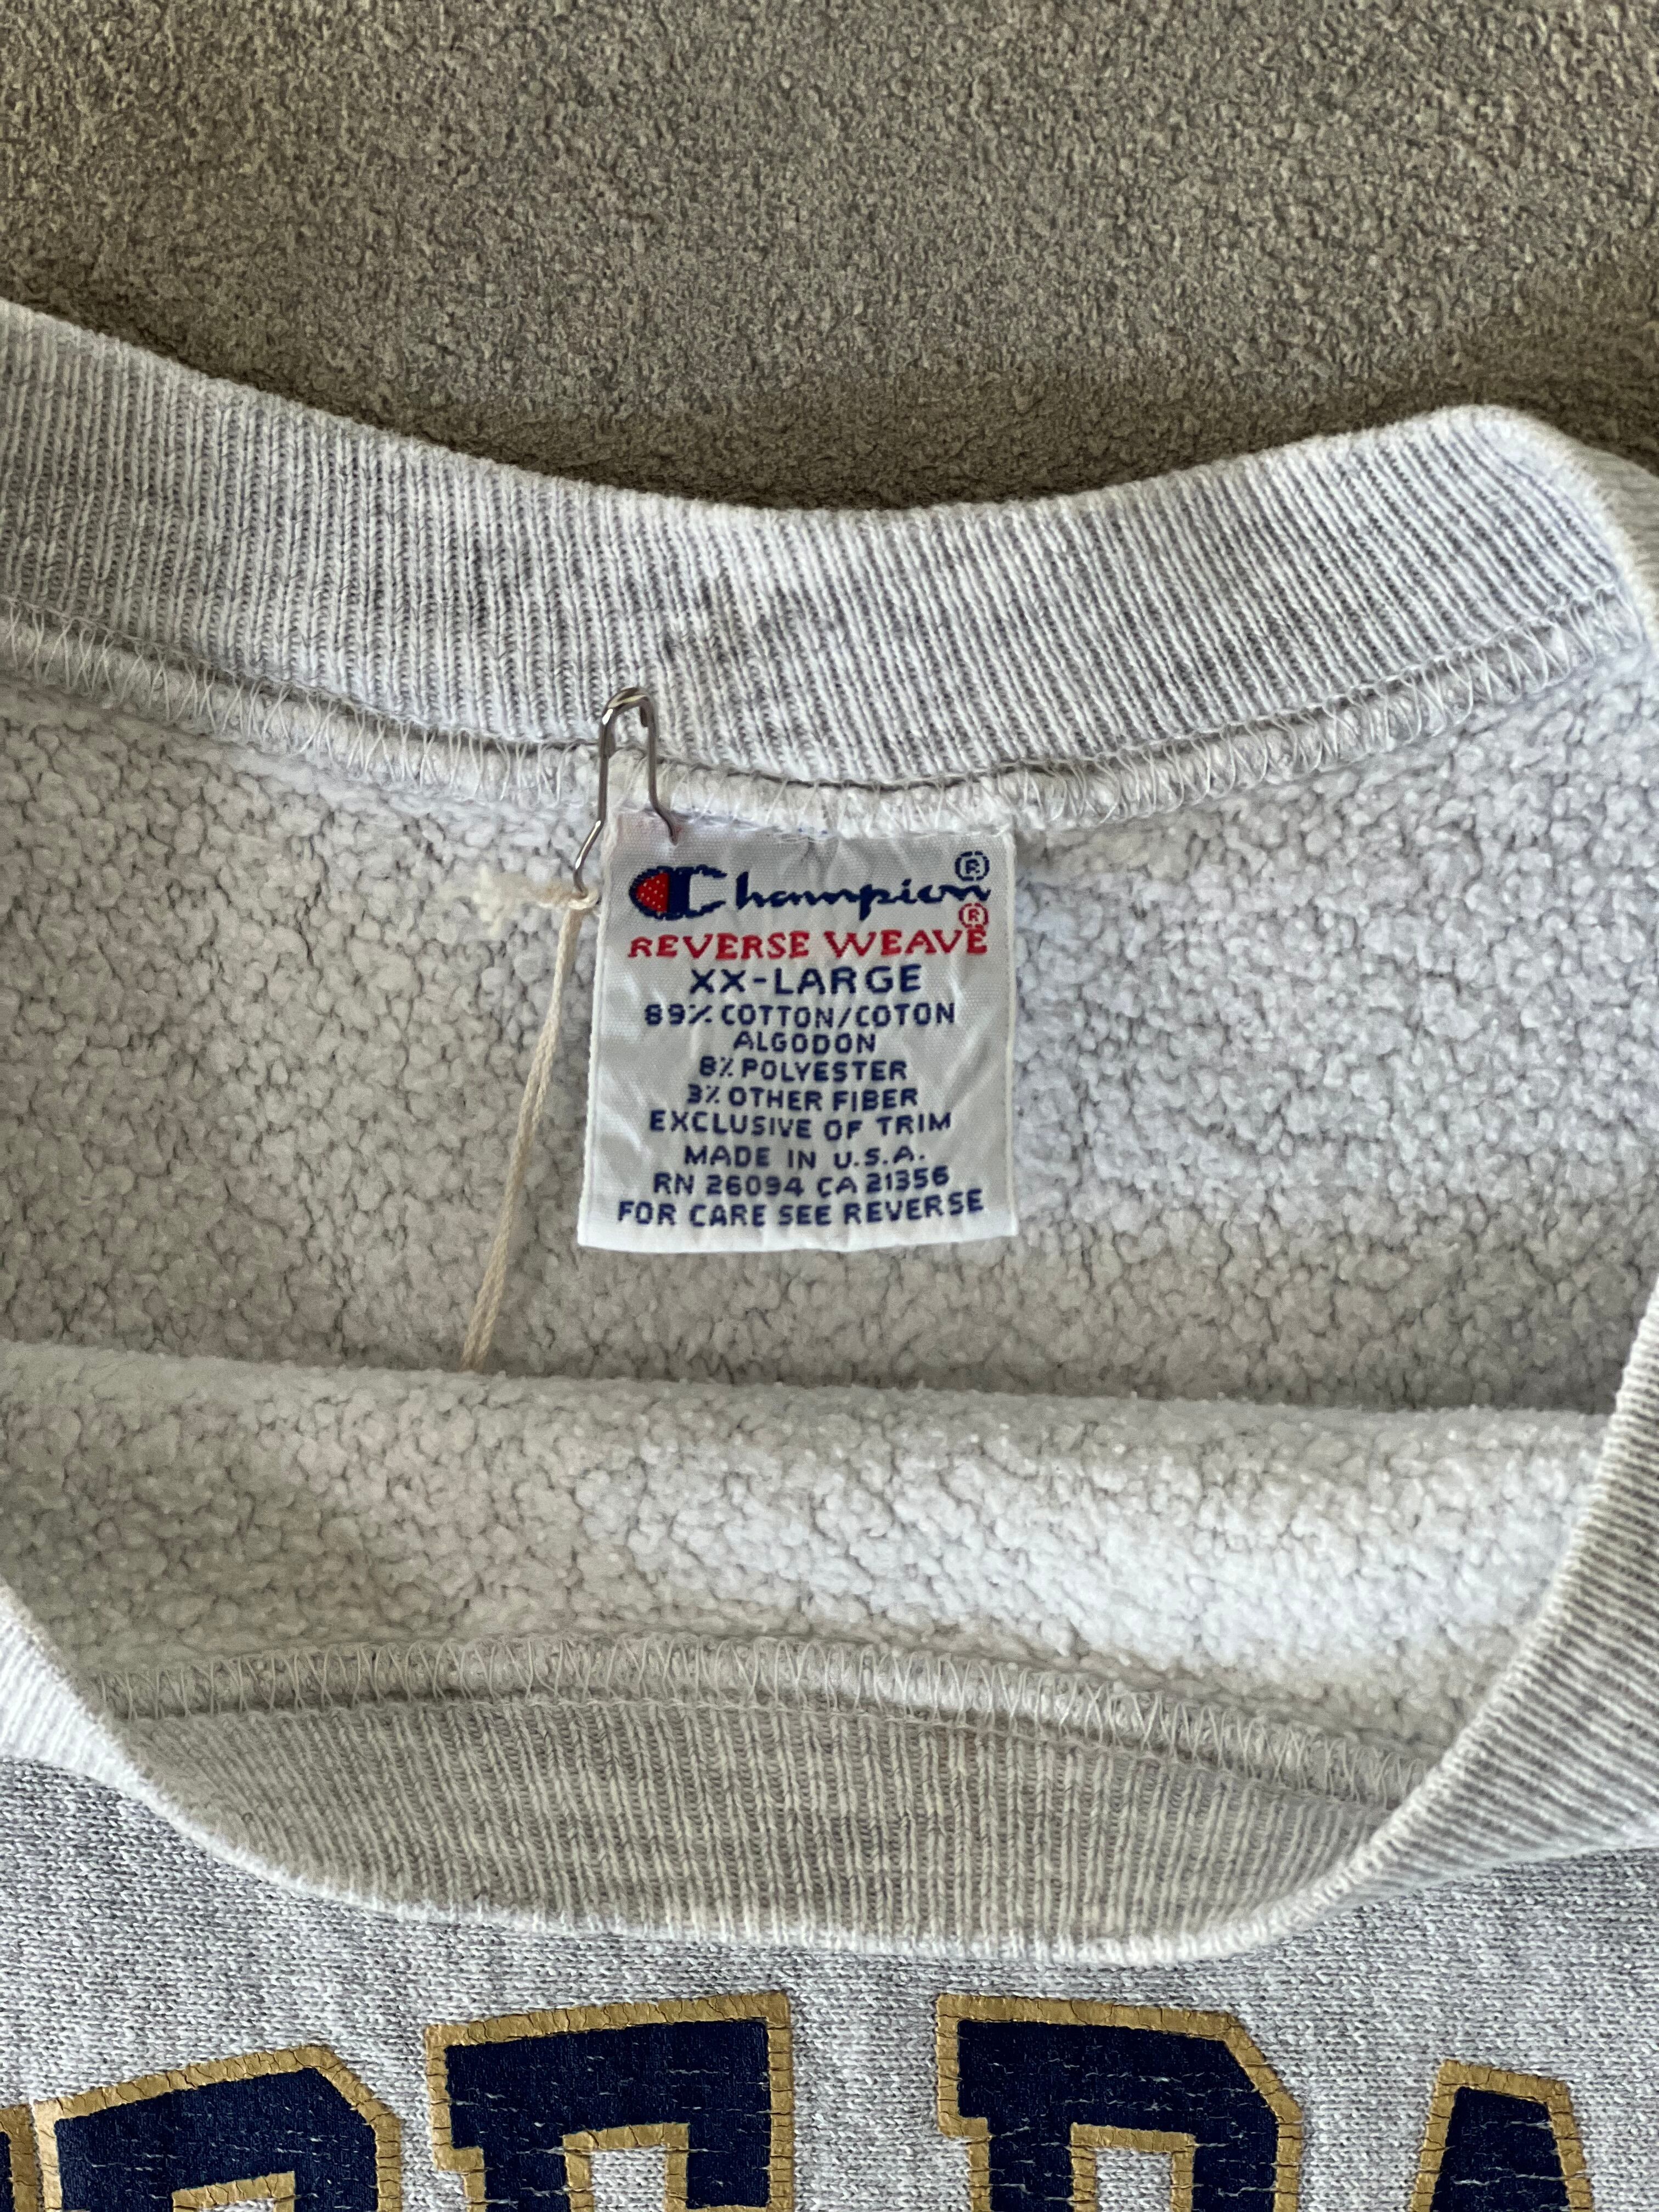 Champion®
REVERSE WEAVE®
XX-LARGE
89% COTTON/COTON
ALGODON
8% POLYESTER
3% OTHER FIBER
EXCLUSIVE OF TRIM
MADE IN U.S.A.
RN 26094 CA 21356
FOR CARE SEE REVERSE